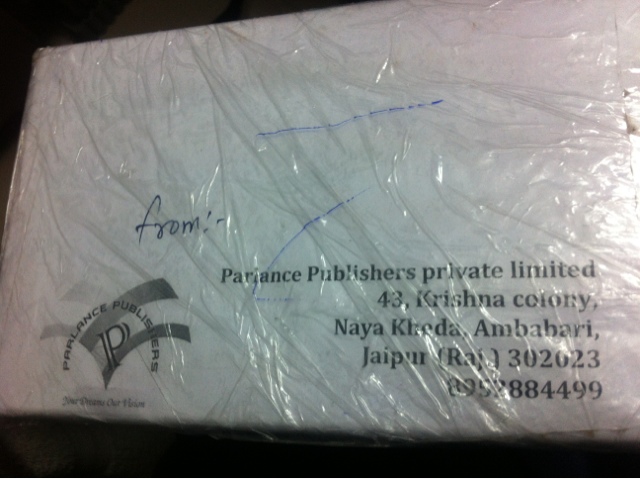 from:-
Parlance Publishers private limited
43, Krishna colony,
Naya Kheda, Ambabari,
Jaipur (Raj.) 302023
8952884499
PARLANCE PUBLISHERS
P
Your Dreams Our Vision